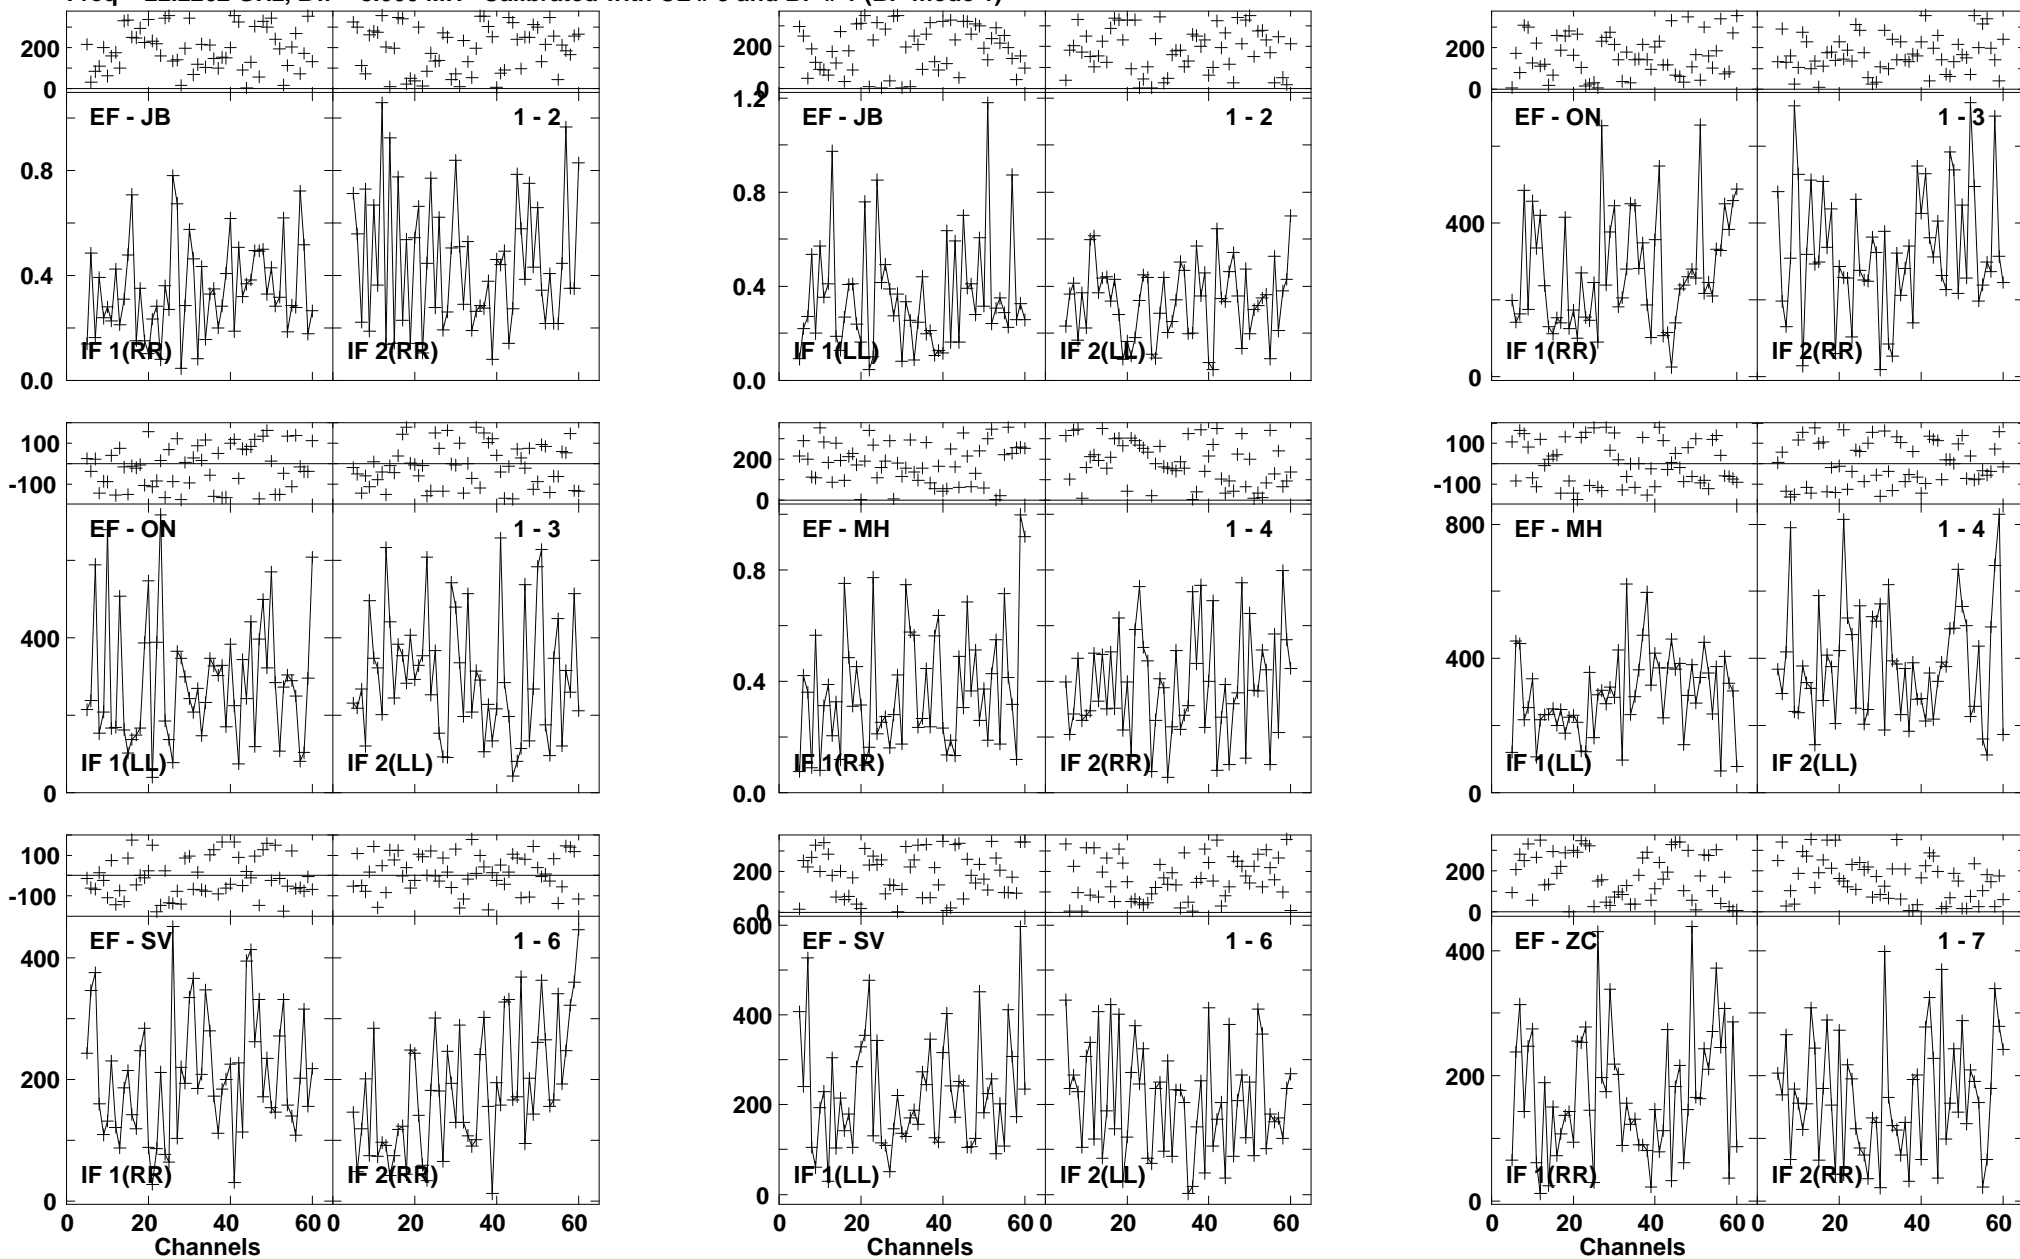 200
0
EF - JB
1 - 2
0.8
0.4
0.0
IF 1(RR)
IF 2(RR)
200
0
1.2
EF - JB
1 - 2
0.8
0.4
0.0
IF 1(LL)
IF 2(LL)
200
0
EF - ON
1 - 3
400
0
IF 1(RR)
IF 2(RR)
100
-100
EF - ON
1 - 3
400
0
IF 1(LL)
IF 2(LL)
200
0
EF - MH
1 - 4
0.8
0.4
0.0
IF 1(RR)
IF 2(RR)
100
-100
EF - MH
1 - 4
800
400
0
IF 1(LL)
IF 2(LL)
100
-100
EF - SV
1 - 6
400
200
0
IF 1(RR)
IF 2(RR)
0 20 40 60 0 20 40 60
Channels
200
0
600
EF - SV
1 - 6
400
200
0
IF 1(LL)
IF 2(LL)
0 20 40 60 0 20 40 60
Channels
200
0
EF - ZC
1 - 7
400
200
0
IF 1(RR)
IF 2(RR)
0 20 40 60 0 20 40 60
Channels